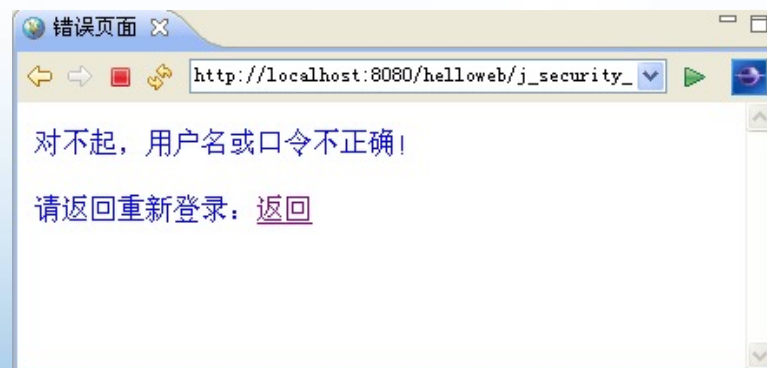 错误页面
http://localhost:8080/helloweb/j_security_
对不起，用户名或口令不正确！
请返回重新登录：返回